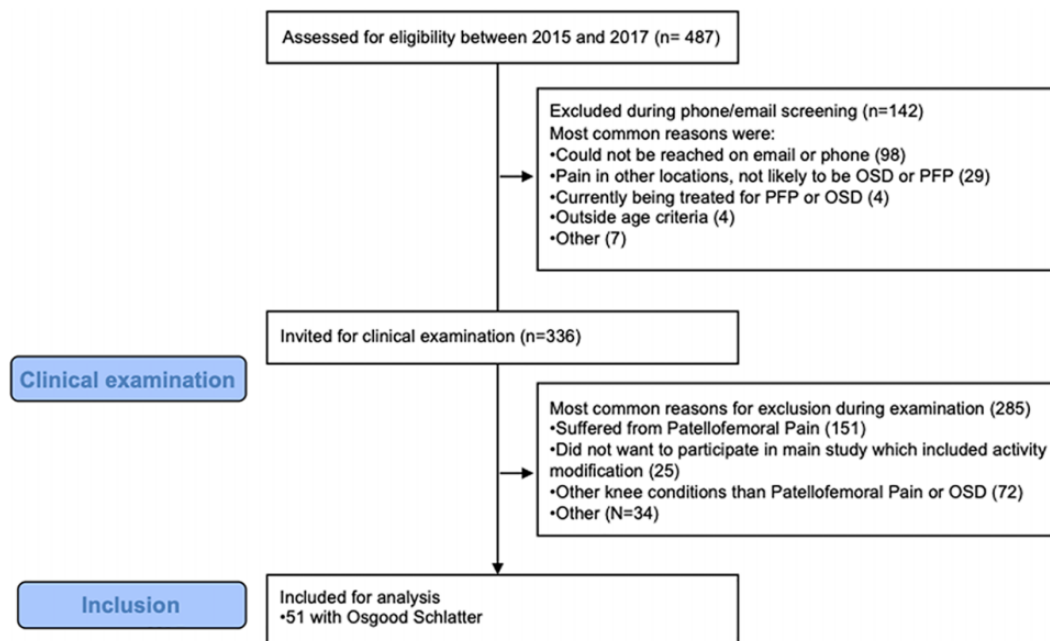 Assessed for eligibility between 2015 and 2017 (n= 487)
Excluded during phone/email screening (n=142)
Most common reasons were:
•Could not be reached on email or phone (98)
•Pain in other locations, not likely to be OSD or PFP (29)
•Currently being treated for PFP or OSD (4)
•Outside age criteria (4)
•Other (7)
Invited for clinical examination (n=336)
Clinical examination
Most common reasons for exclusion during examination (285)
•Suffered from Patellofemoral Pain (151)
•Did not want to participate in main study which included activity
modification (25)
•Other knee conditions than Patellofemoral Pain or OSD (72)
•Other (N=34)
Inclusion
Included for analysis
•51 with Osgood Schlatter